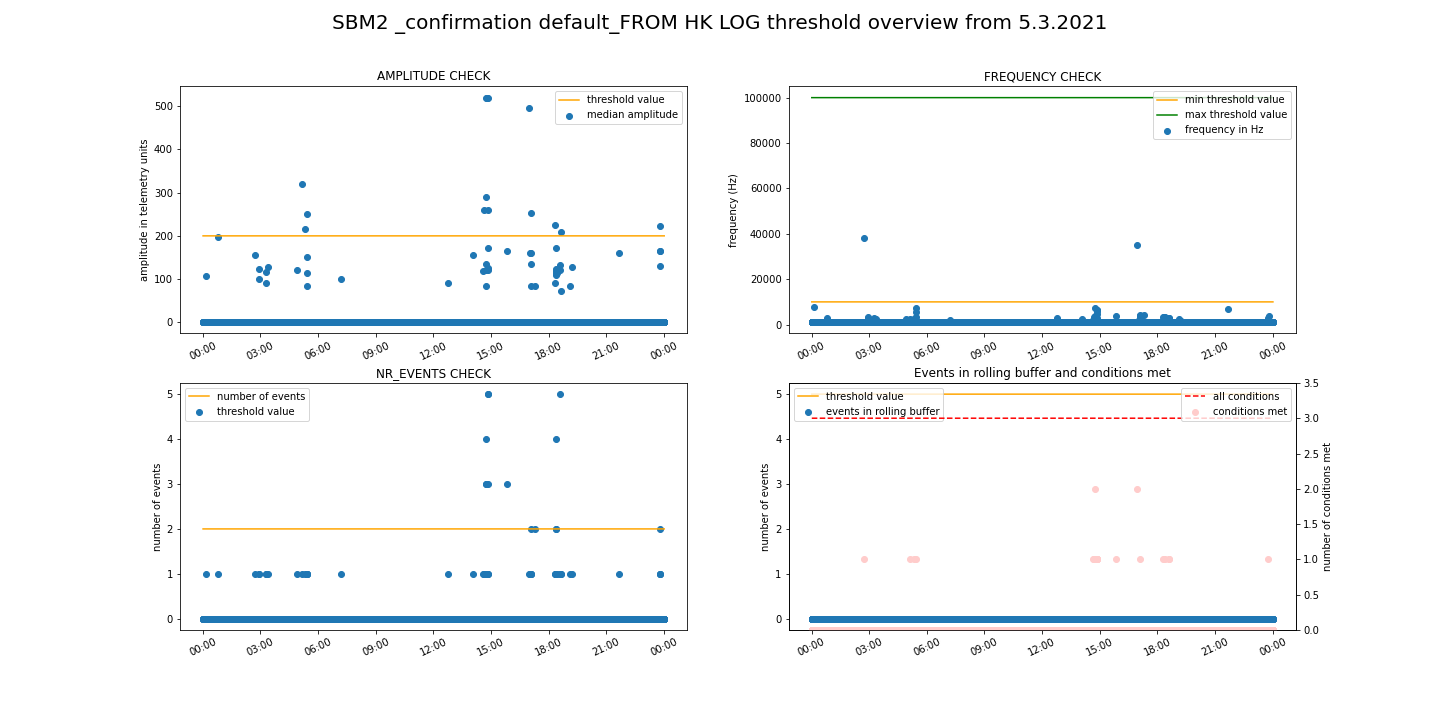 SBM2 _confirmation default_FROM HK LOG threshold overview from 5.3.2021
AMPLITUDE CHECK
amplitude in telemetry units
500
400
300
200
100
0
threshold value
median amplitude
00:00 03:00 06:00 09:00 12:00 15:00 18:00 21:00 00:00
FREQUENCY CHECK
frequency (Hz)
100000
80000
60000
40000
20000
0
min threshold value
max threshold value
frequency in Hz
00:00 03:00 06:00 09:00 12:00 15:00 18:00 21:00 00:00
NR_EVENTS CHECK
number of events
5
4
3
2
1
0
number of events
threshold value
00:00 03:00 06:00 09:00 12:00 15:00 18:00 21:00 00:00
Events in rolling buffer and conditions met
number of events
5
4
3
2
1
0
threshold value
events in rolling buffer
all conditions
conditions met
3.5
3.0
2.5
2.0
1.5
1.0
0.5
0.0
number of conditions met
00:00 03:00 06:00 09:00 12:00 15:00 18:00 21:00 00:00